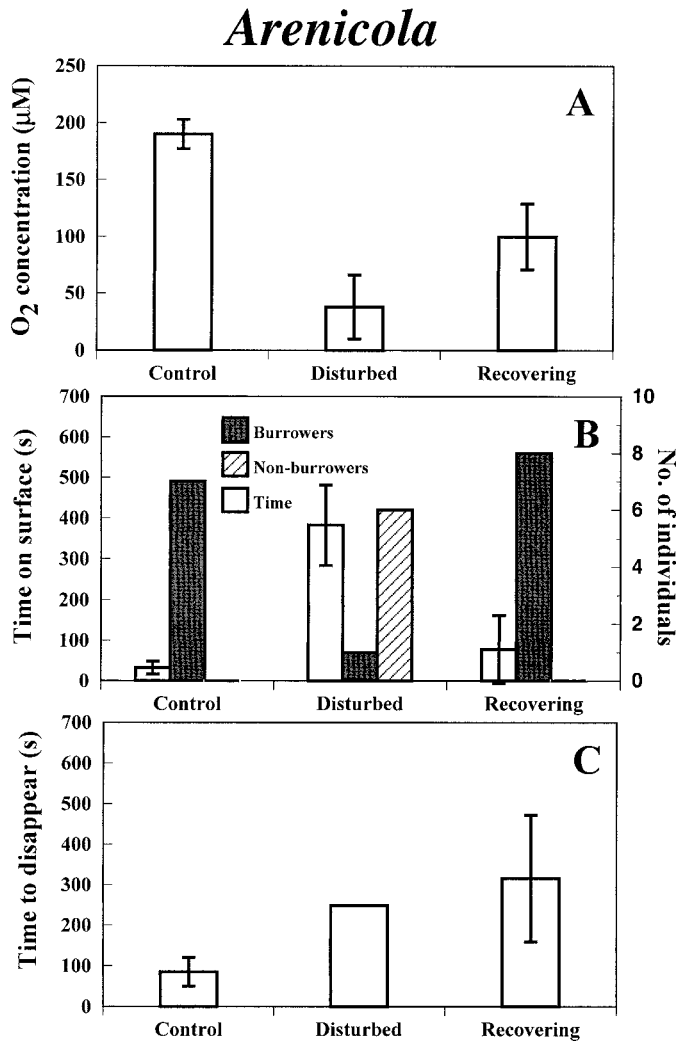 Arenicola
A
O2 concentration (µM)
250
200
150
100
50
0
Control Disturbed Recovering
B
Time on surface (s)
No. of individuals
700
600
500
400
300
200
100
0
10
8
6
4
2
0
Burrowers
Non-burrowers
Time
Control Disturbed Recovering
C
Time to disappear (s)
700
600
500
400
300
200
100
0
Control Disturbed Recovering